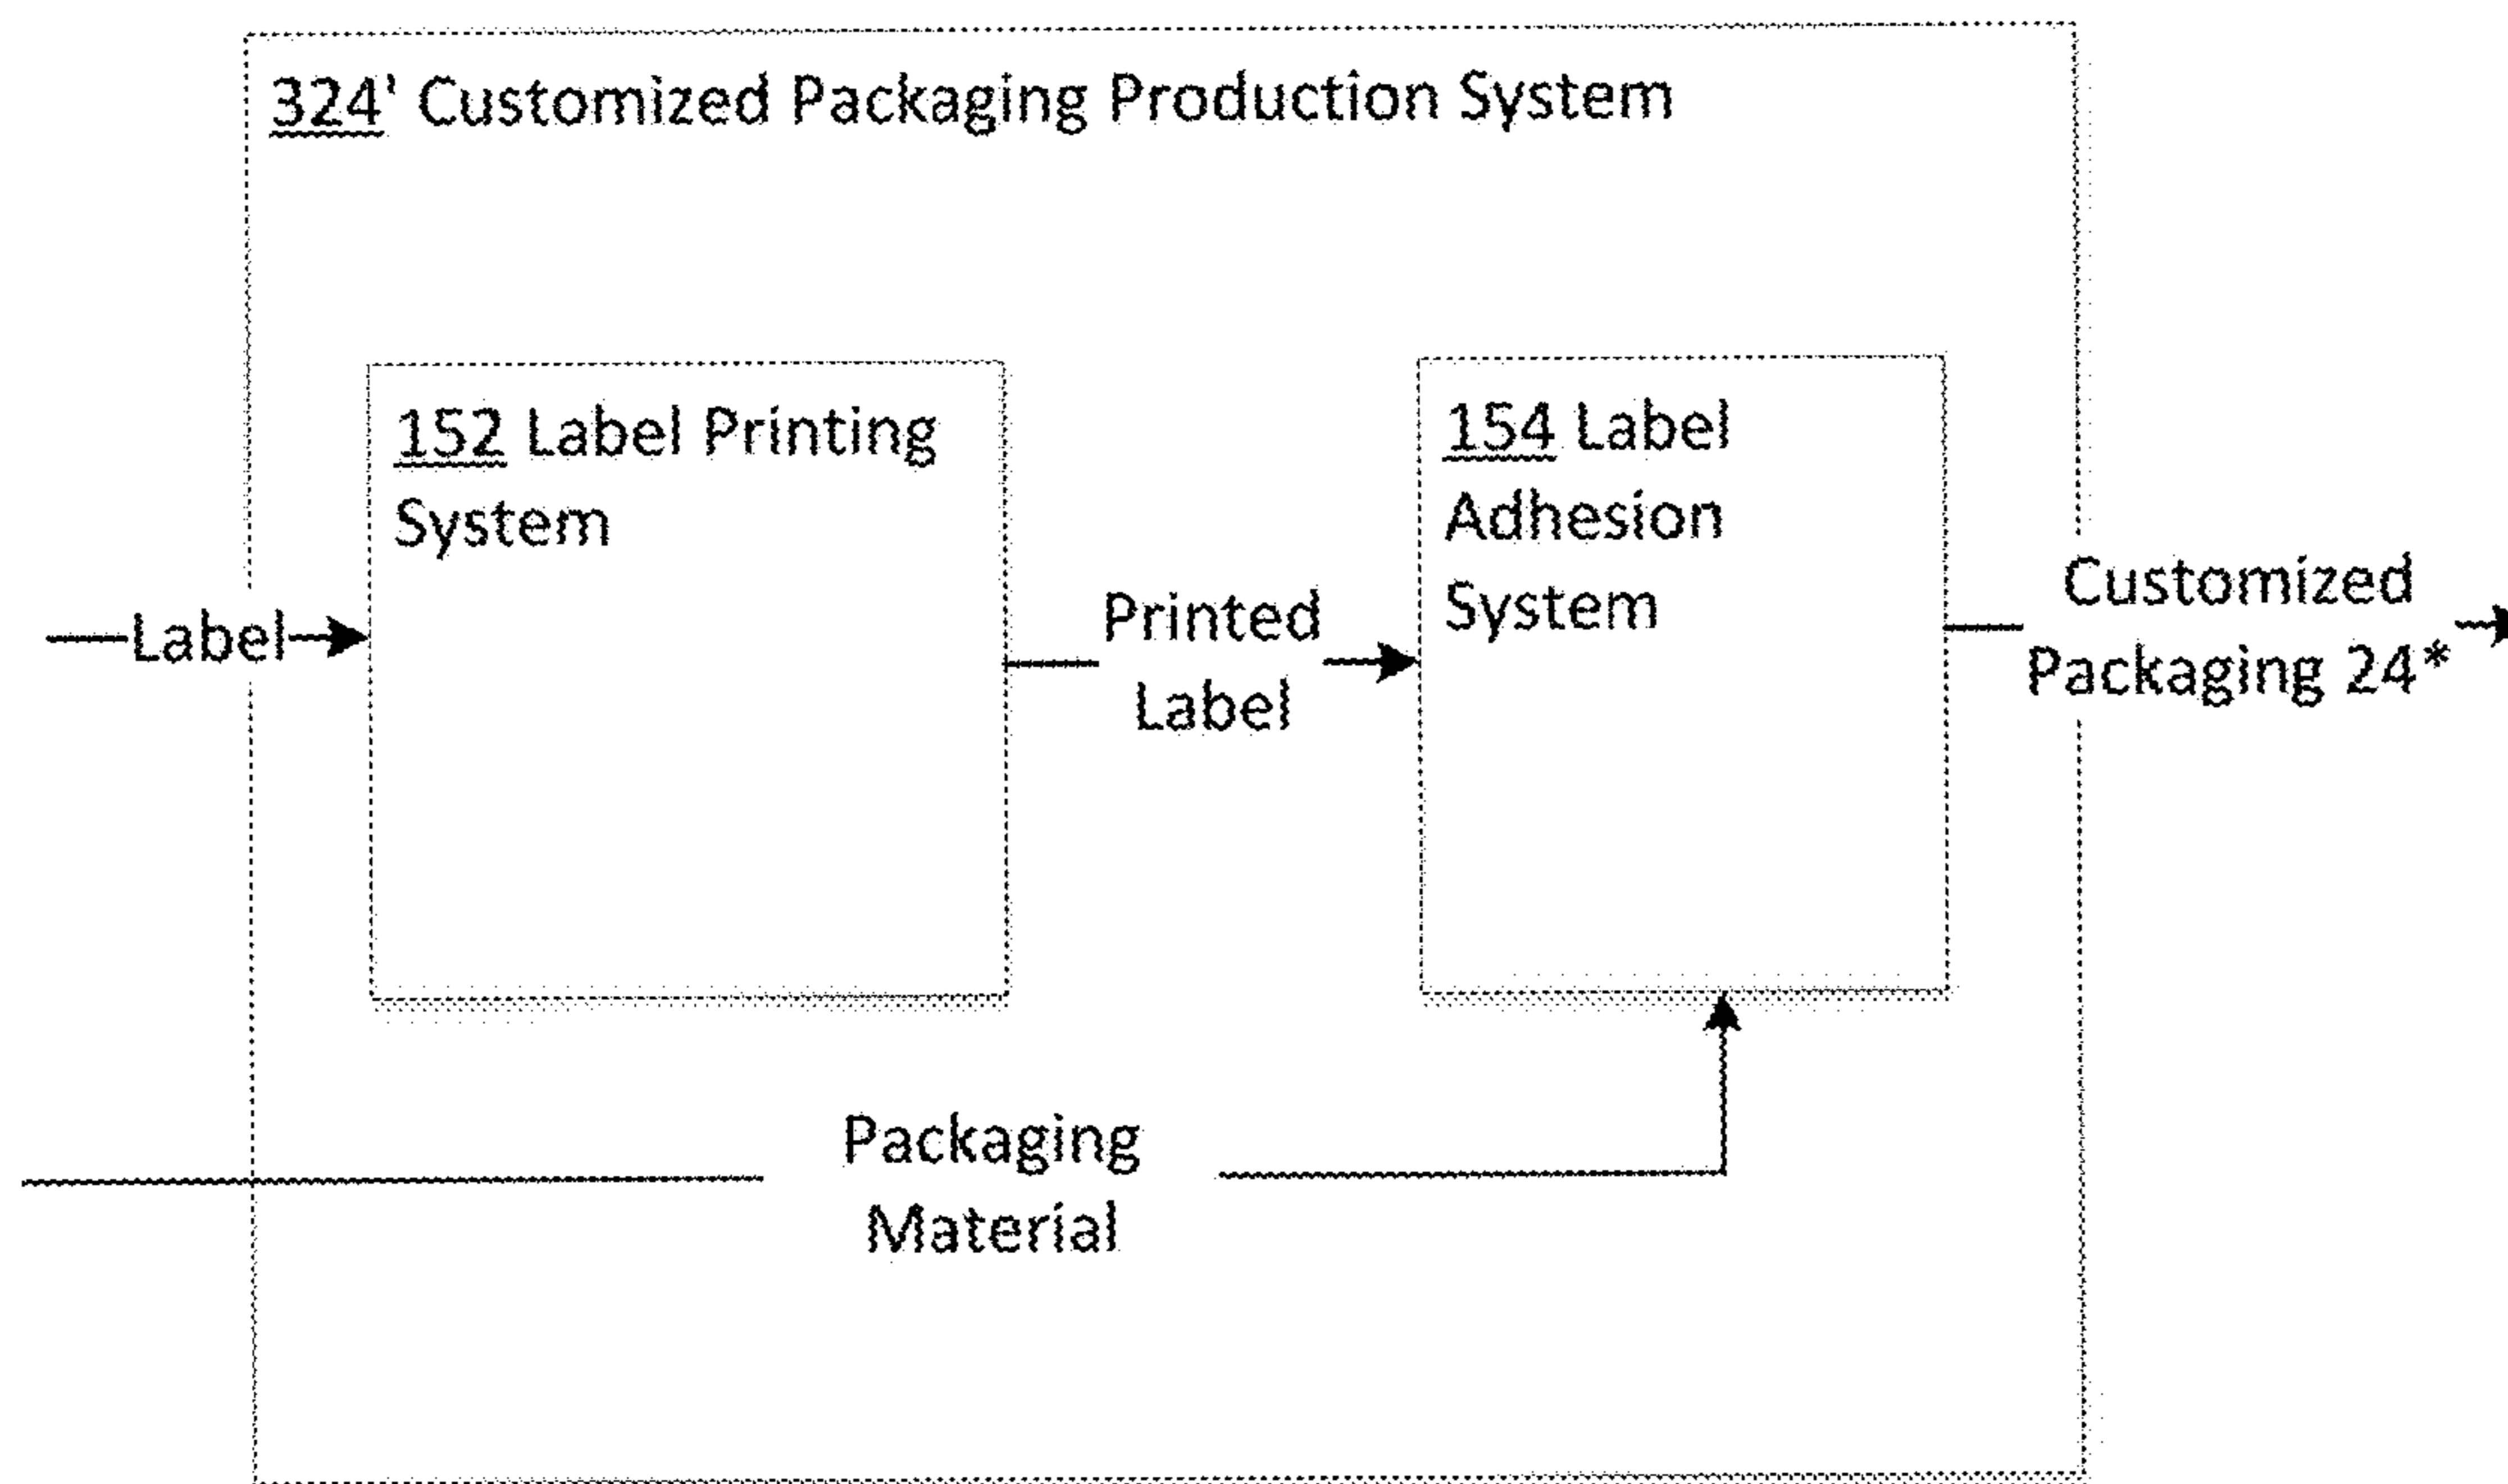 324' Customized Packaging Production System
152 Label Printing
System
154 Label
Adhesion
System
Label
Printed
Label
Customized
Packaging 24*
Packaging
Material